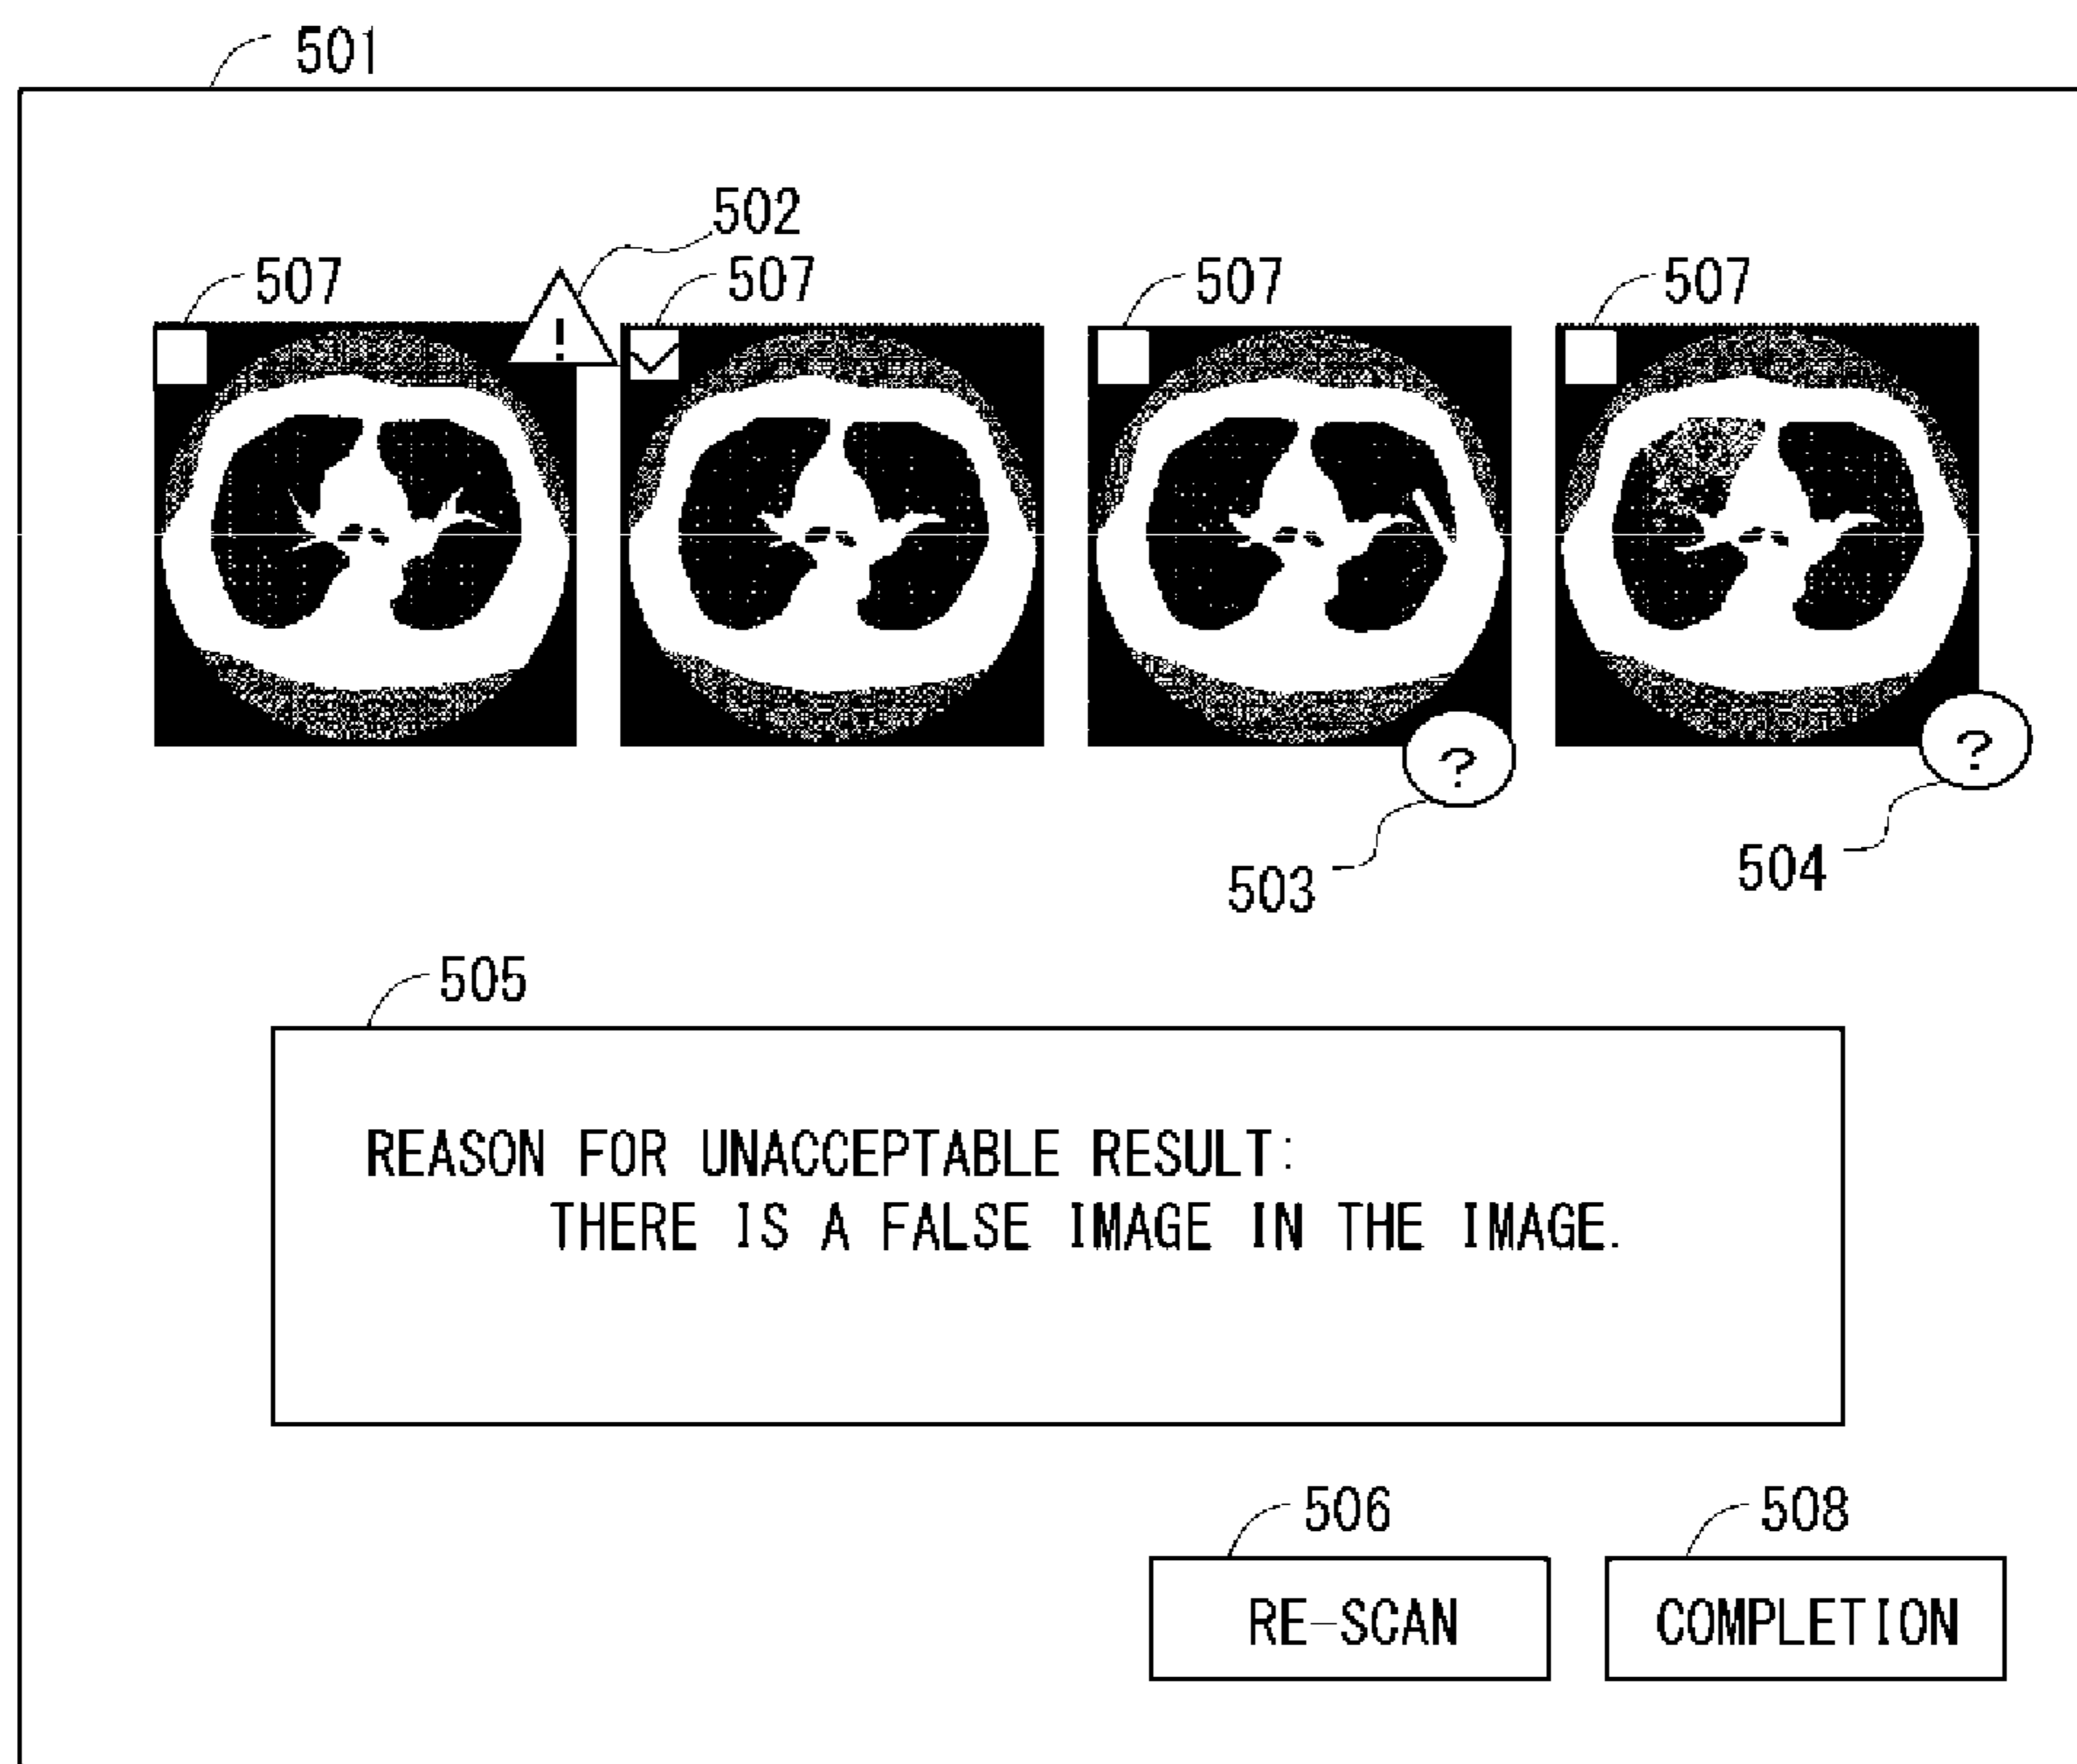 501
502
507 507 507 507
!
? ?
503 504
505
REASON FOR UNACCEPTABLE RESULT:
THERE IS A FALSE IMAGE IN THE IMAGE.
506 508
RE-SCAN COMPLETION